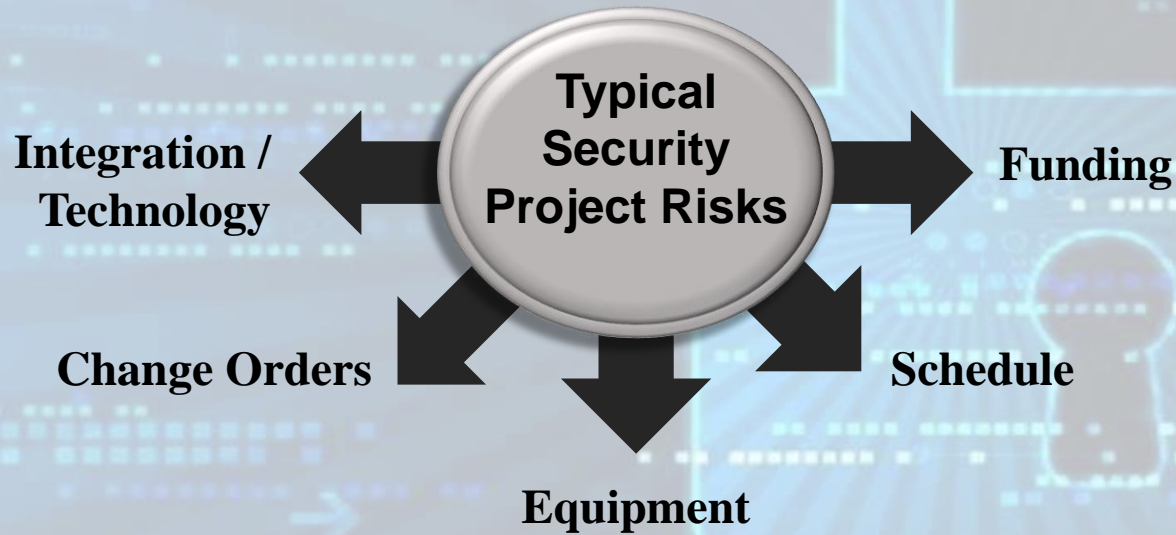 Typical
Security
Project Risks
Integration /
Technology
Funding
Change Orders
Schedule
Equipment